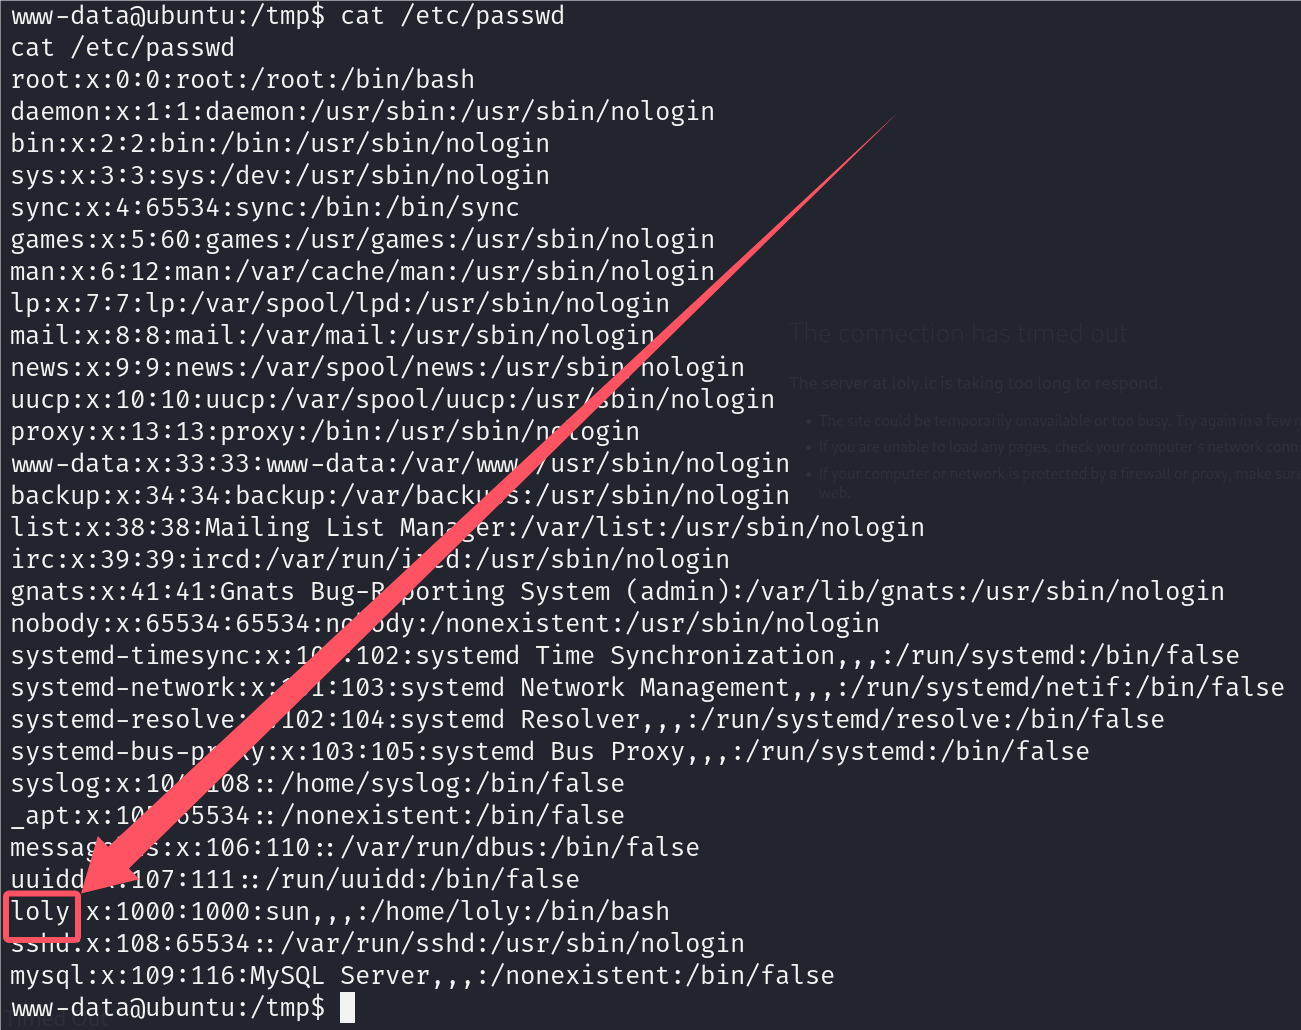 www-data@ubuntu:/tmp$ cat /etc/passwd
cat /etc/passwd
root:x:0:0:root:/root:/bin/bash
daemon:x:1:1:daemon:/usr/sbin:/usr/sbin/nologin
bin:x:2:2:bin:/bin:/usr/sbin/nologin
sys:x:3:3:sys:/dev:/usr/sbin/nologin
sync:x:4:65534:sync:/bin:/bin/sync
games:x:5:60:games:/usr/games:/usr/sbin/nologin
man:x:6:12:man:/var/cache/man:/usr/sbin/nologin
lp:x:7:7:lp:/var/spool/lpd:/usr/sbin/nologin
mail:x:8:8:mail:/var/mail:/usr/sbin/nologin
The connection has timed out
news:x:9:9:news:/var/spool/news:/usr/sbin/nologin
The server at loly.lc is taking too long to respond.
uucp:x:10:10:uucp:/var/spool/uucp:/usr/sbin/nologin
The site could be temporarily unavailable or too busy. Try again in a few
proxy:x:13:13:proxy:/bin:/usr/sbin/nologin
If you are unable to load any pages, check your computer's network
www-data:x:33:33:www-data:/var/www:/usr/sbin/nologin
If your computer or network is protected by a firewall or proxy, make sure
web.
backup:x:34:34:backup:/var/backups:/usr/sbin/nologin
list:x:38:38:Mailing List Manager:/var/list:/usr/sbin/nologin
irc:x:39:39:ircd:/var/run/ircd:/usr/sbin/nologin
gnats:x:41:41:Gnats Bug-Reporting System (admin):/var/lib/gnats:/usr/sbin/nologin
nobody:x:65534:65534:nobody:/nonexistent:/usr/sbin/nologin
systemd-timesync:x:100:102:systemd Time Synchronization,,,:/run/systemd:/bin/false
systemd-network:x:101:103:systemd Network Management,,,:/run/systemd/netif:/bin/false
systemd-resolve:x:102:104:systemd Resolver,,,:/run/systemd/resolve:/bin/false
systemd-bus-proxy:x:103:105:systemd Bus Proxy,,,:/run/systemd:/bin/false
syslog:x:104:108::/home/syslog:/bin/false
_apt:x:105:65534::/nonexistent:/bin/false
messagebus:x:106:110::/var/run/dbus:/bin/false
uuidd:x:107:111::/run/uuidd:/bin/false
loly:x:1000:1000:sun,,,:/home/loly:/bin/bash
sshd:x:108:65534::/var/run/sshd:/usr/sbin/nologin
mysql:x:109:116:MySQL Server,,,:/nonexistent:/bin/false
www-data@ubuntu:/tmp$
Timed Out